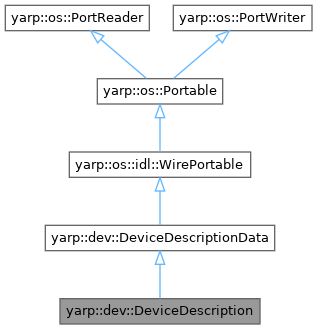 yarp::os::PortReader
yarp::os::PortWriter
yarp::os::Portable
yarp::os::idl::WirePortable
yarp::dev::DeviceDescriptionData
yarp::dev::DeviceDescription